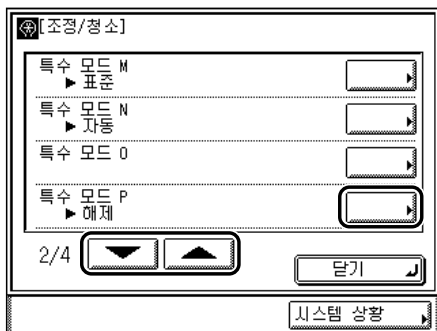 [조정/청소]
특수 모드 M
▶ 표준
특수 모드 N
▶ 자동
특수 모드 O
특수 모드 P
▶ 해제
2/4
닫기
시스템 상황